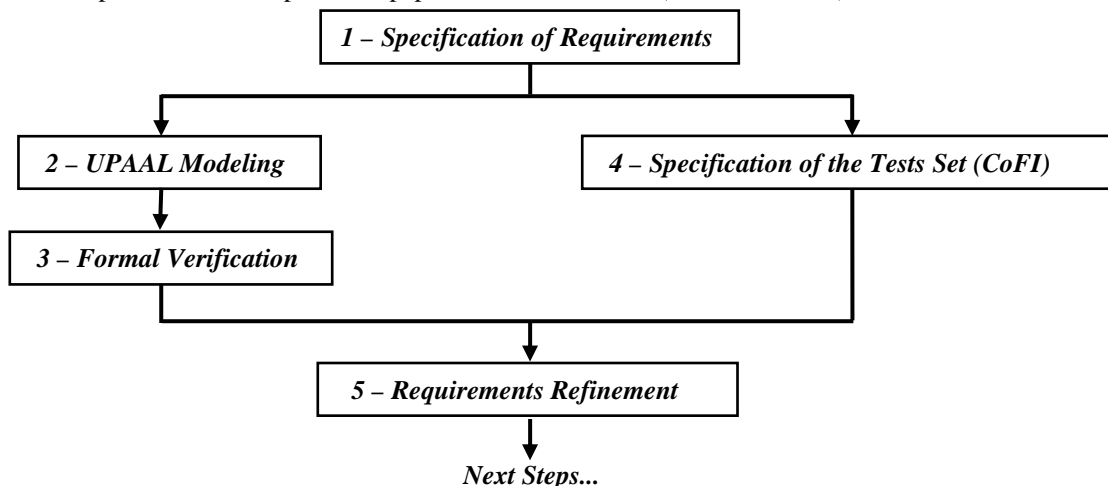 1 – Specification of Requirements
2 – UPAAL Modeling
4 – Specification of the Tests Set (CoFI)
3 – Formal Verification
5 – Requirements Refinement
Next Steps...